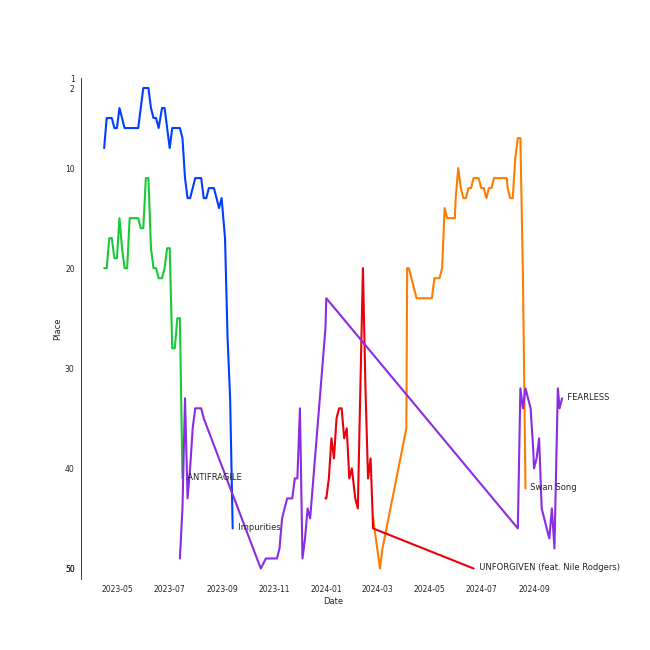 1
2
10
20
30
40
50
Place
FEARLESS
ANTIFRAGILE
Swan Song
Impurities
UNFORGIVEN (feat. Nile Rodgers)
2023-05 2023-07 2023-09 2023-11 2024-01 2024-03 2024-05 2024-07 2024-09
Date